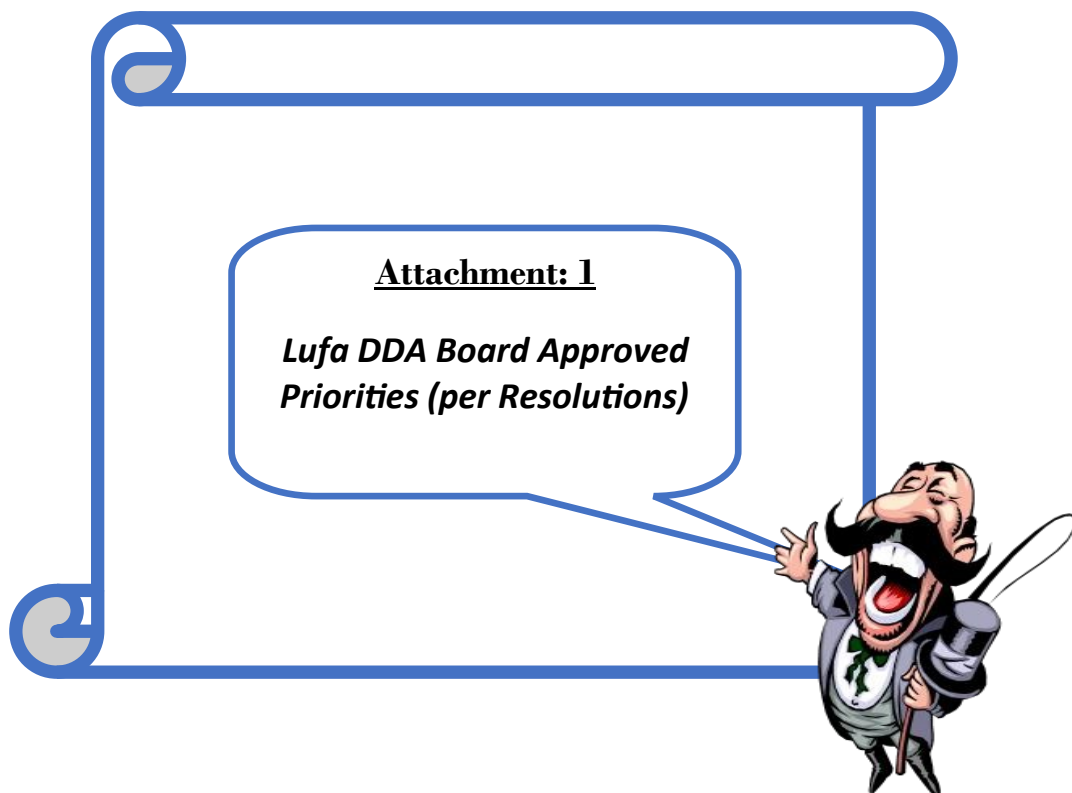 Attachment: 1
Lufa DDA Board Approved
Priorities (per Resolutions)